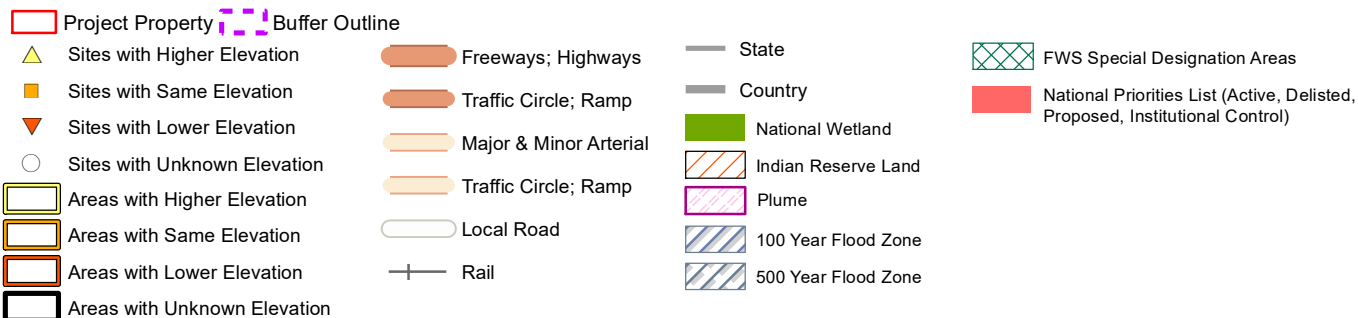 Project Property
Buffer Outline
Sites with Higher Elevation
Sites with Same Elevation
Sites with Lower Elevation
Sites with Unknown Elevation
Areas with Higher Elevation
Areas with Same Elevation
Areas with Lower Elevation
Areas with Unknown Elevation
Freeways; Highways
Traffic Circle; Ramp
Major & Minor Arterial
Traffic Circle; Ramp
Local Road
Rail
State
Country
National Wetland
Indian Reserve Land
Plume
100 Year Flood Zone
500 Year Flood Zone
FWS Special Designation Areas
National Priorities List (Active, Delisted,
Proposed, Institutional Control)